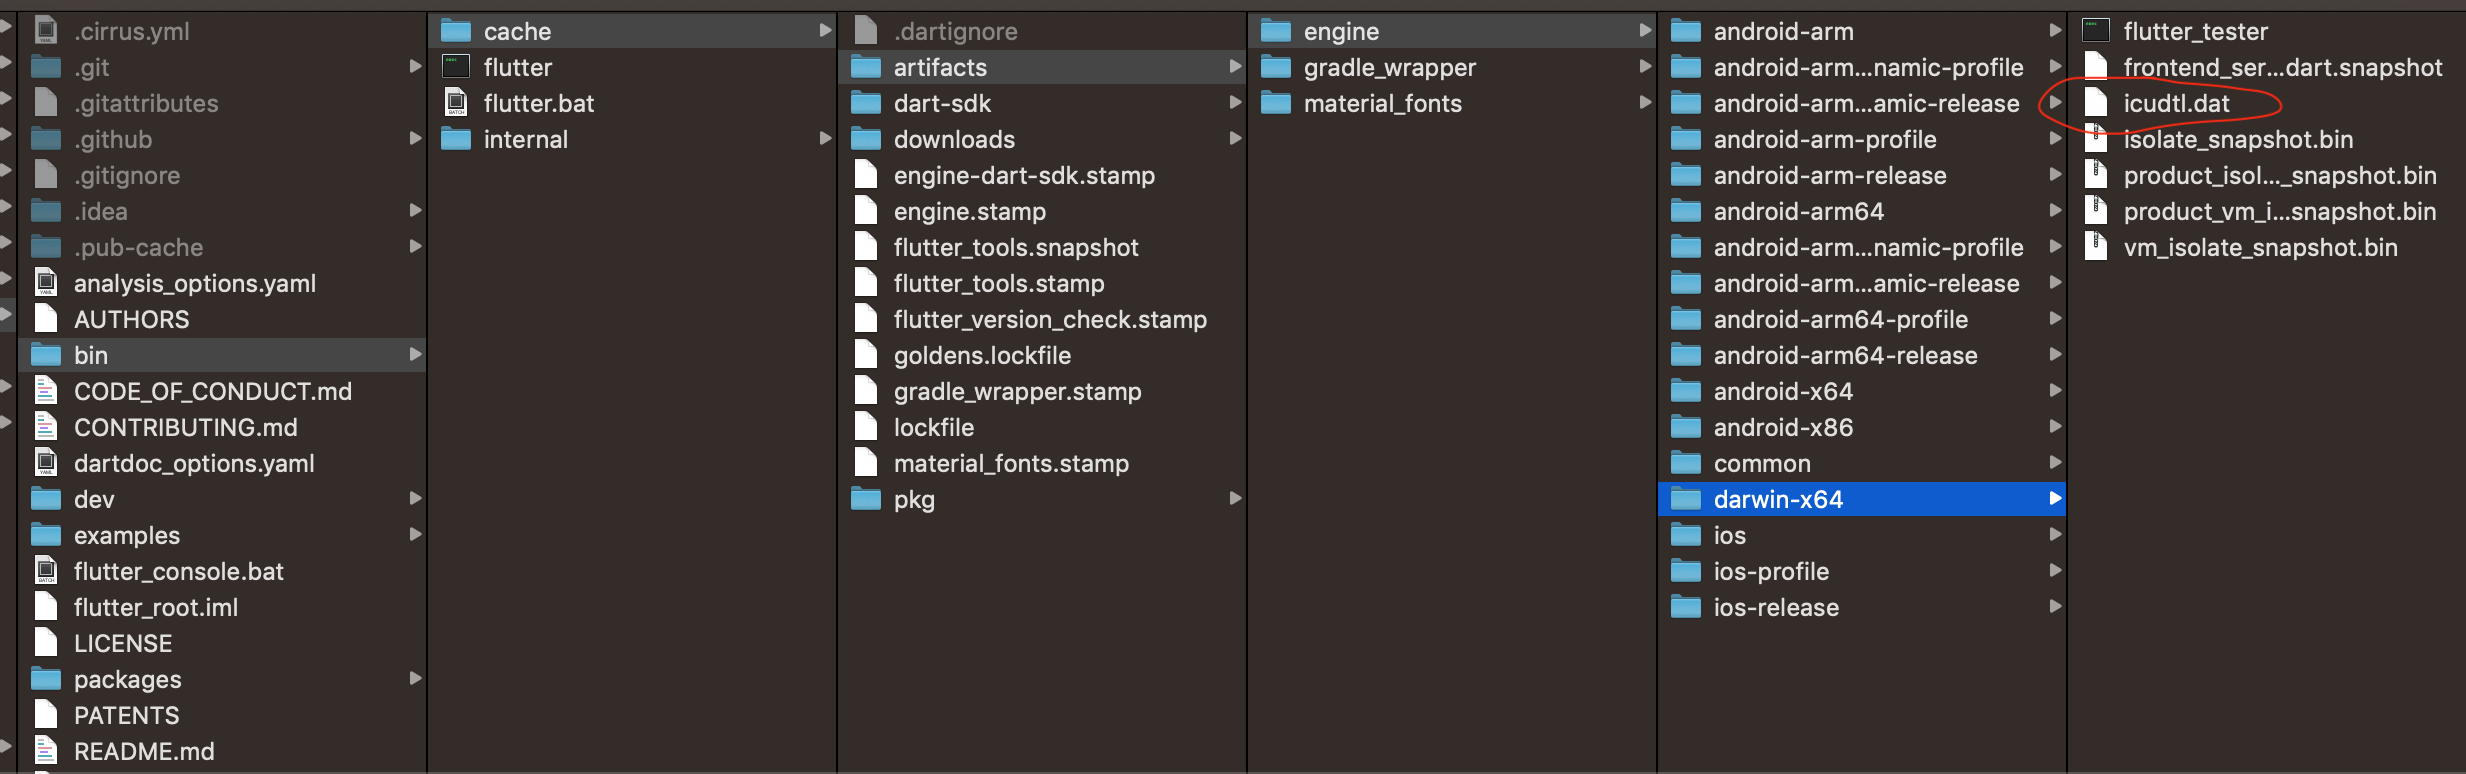 .cirrus.yml
.git
.gitattributes
.github
.gitignore
.idea
.pub-cache
analysis_options.yaml
AUTHORS
bin
CODE_OF_CONDUCT.md
CONTRIBUTING.md
dartdoc_options.yaml
dev
examples
flutter_console.bat
flutter_root.iml
LICENSE
packages
PATENTS
README.md
cache
flutter
flutter.bat
internal
.dartignore
artifacts
dart-sdk
downloads
engine-dart-sdk.stamp
engine.stamp
flutter_tools.snapshot
flutter_tools.stamp
flutter_version_check.stamp
goldens.lockfile
gradle_wrapper.stamp
lockfile
material_fonts.stamp
pkg
engine
gradle_wrapper
material_fonts
android-arm
android-arm...namic-profile
android-arm...amic-release
android-arm-profile
android-arm-release
android-arm64
android-arm...namic-profile
android-arm...amic-release
android-arm64-profile
android-arm64-release
android-x64
android-x86
common
darwin-x64
ios
ios-profile
ios-release
flutter_tester
frontend_ser...dart.snapshot
icudtl.dat
isolate_snapshot.bin
product_isol..._snapshot.bin
product_vm_i...snapshot.bin
vm_isolate_snapshot.bin